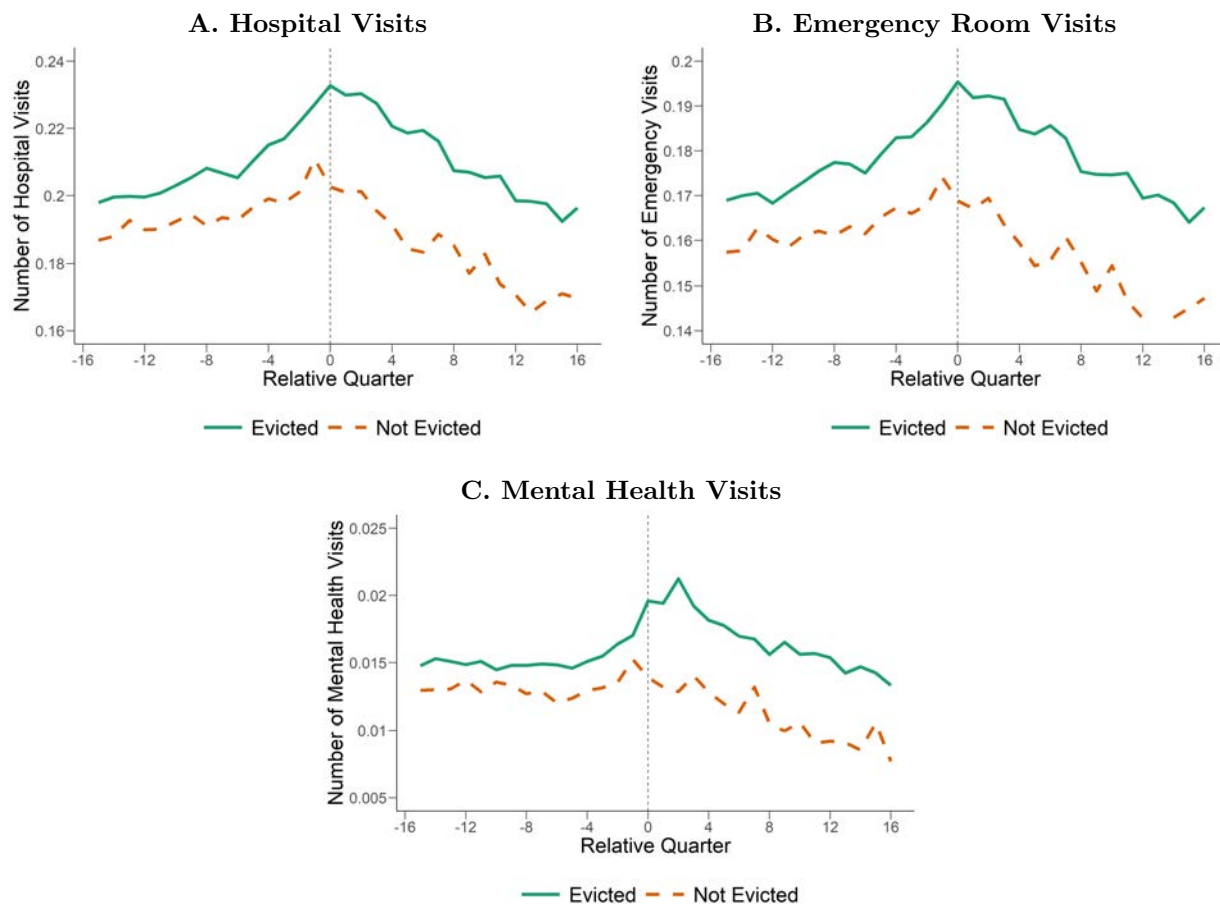 A. Hospital Visits
Number of Hospital Visits
0.24
0.22
0.2
0.18
0.16
-16 -12 -8 -4 0 4 8 12 16
Relative Quarter
Evicted Not Evicted
B. Emergency Room Visits
Number of Emergency Visits
0.2
0.19
0.18
0.17
0.16
0.15
0.14
-16 -12 -8 -4 0 4 8 12 16
Relative Quarter
Evicted Not Evicted
C. Mental Health Visits
Number of Mental Health Visits
0.025
0.02
0.015
0.01
0.005
-16 -12 -8 -4 0 4 8 12 16
Relative Quarter
Evicted Not Evicted